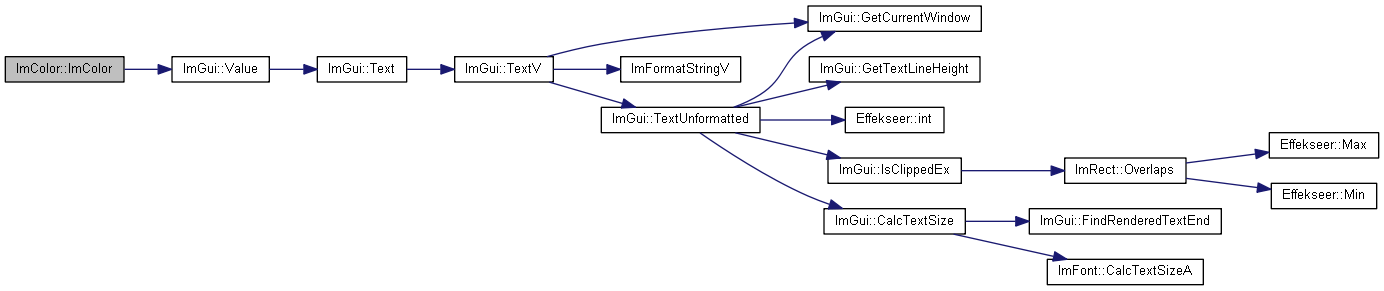 ImColor::ImColor
ImGui::Value
ImGui::Text
ImGui::TextV
ImGui::GetCurrentWindow
ImFormatStringV
ImGui::TextUnformatted
ImGui::GetTextLineHeight
Effekseer::int
ImGui::IsClippedEx
ImGui::CalcTextSize
ImRect::Overlaps
Effekseer::Max
Effekseer::Min
ImGui::FindRenderedTextEnd
ImFont::CalcTextSizeA